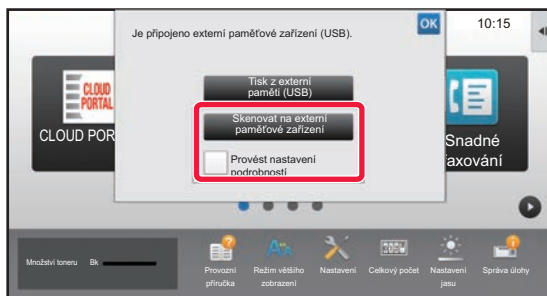 Je připojeno externí paměťové zařízení (USB).
OK
10:15
Tisk z externí
paměti (USB)
Skenovat na externí
paměťové zařízení
Provést nastavení
podrobností
CLOUD
PORTAL
CLOUD POR
Snadné
faxování
Množství toneru Bk
Provozní
příručka
Režim většího
zobrazení
Nastavení
Celkový počet
Nastavení
jasu
Správa úlohy